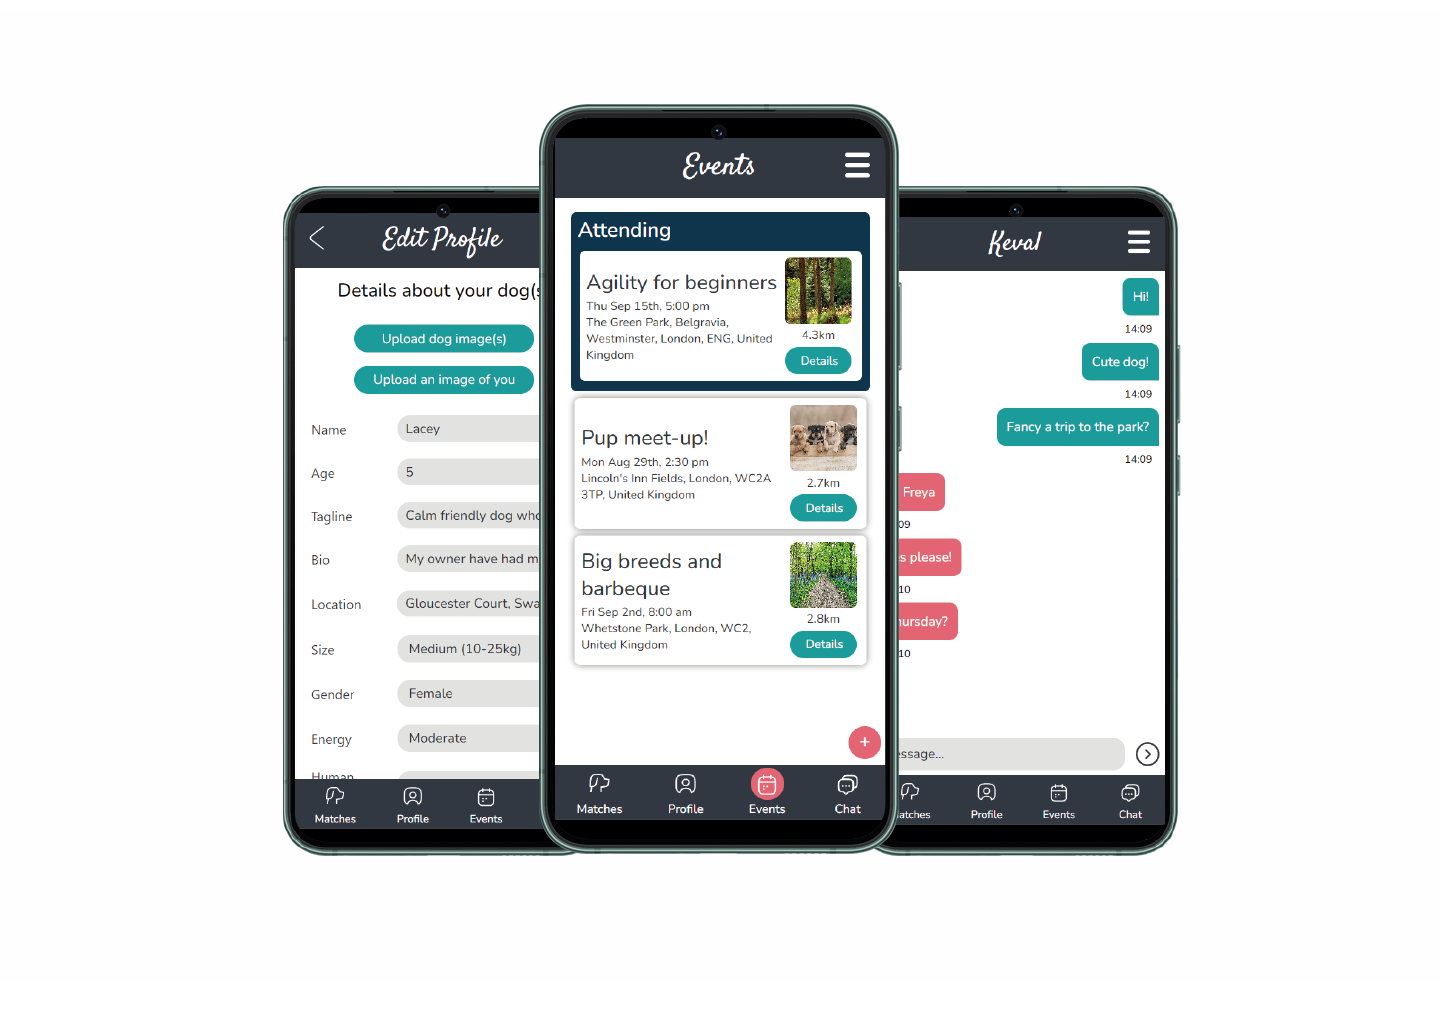 Edit Profile
Details about your dog(s
Upload dog image(s)
Upload an image of you
Name
Lacey
Age
5
Tagline
Calm friendly dog who
Bio
My owner have had m
Location
Gloucester Court, Swa
Size
Medium (10-25kg)
Gender
Female
Energy
Moderate
Human
Matches
Profile
Events
Events
Attending
Agility for beginners
Thu Sep 15th, 5:00 pm
The Green Park, Belgravia,
Westminster, London, ENG, United
Kingdom
4.3km
Details
Pup meet-up!
Mon Aug 29th, 2:30 pm
Lincoln's Inn Fields, London, WC2A
3TP, United Kingdom
2.7km
Details
Big breeds and
barbeque
Fri Sep 2nd, 8:00 am
Whetstone Park, London, WC2,
United Kingdom
2.8km
Details
+
Matches
Profile
Events
Chat
Keval
Hi!
14:09
Cute dog!
14:09
Fancy a trip to the park?
14:09
Freya
09
es please!
10
hursday?
10
essage...
atches
Profile
Events
Chat